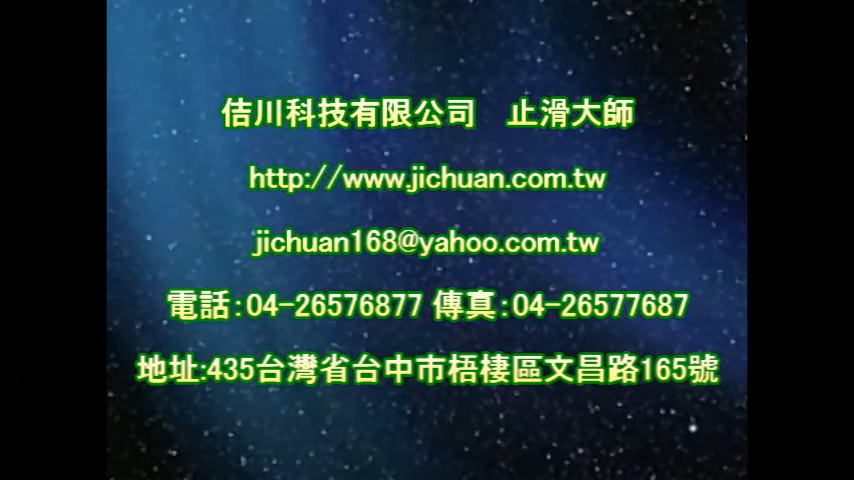 佶川科技有限公司　止滑大師
http://www.jichuan.com.tw
jichuan168@yahoo.com.tw
電話:04-26576877 傳真:04-26577687
地址:435台灣省台中市梧棲區文昌路165號